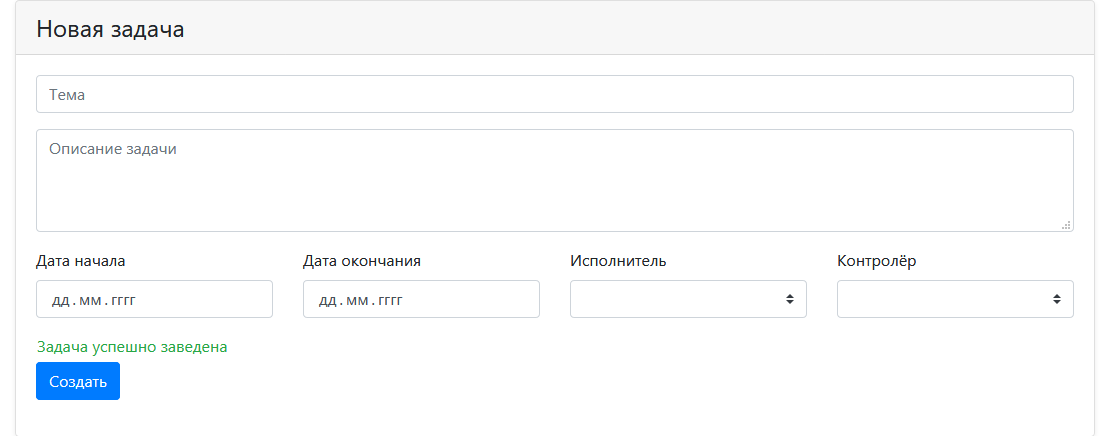 Новая задача
Тема
Описание задачи
Дата начала Дата окончания Исполнитель Контролёр
дд.мм.гггг дд.мм.гггг
Задача успешно заведена
Создать